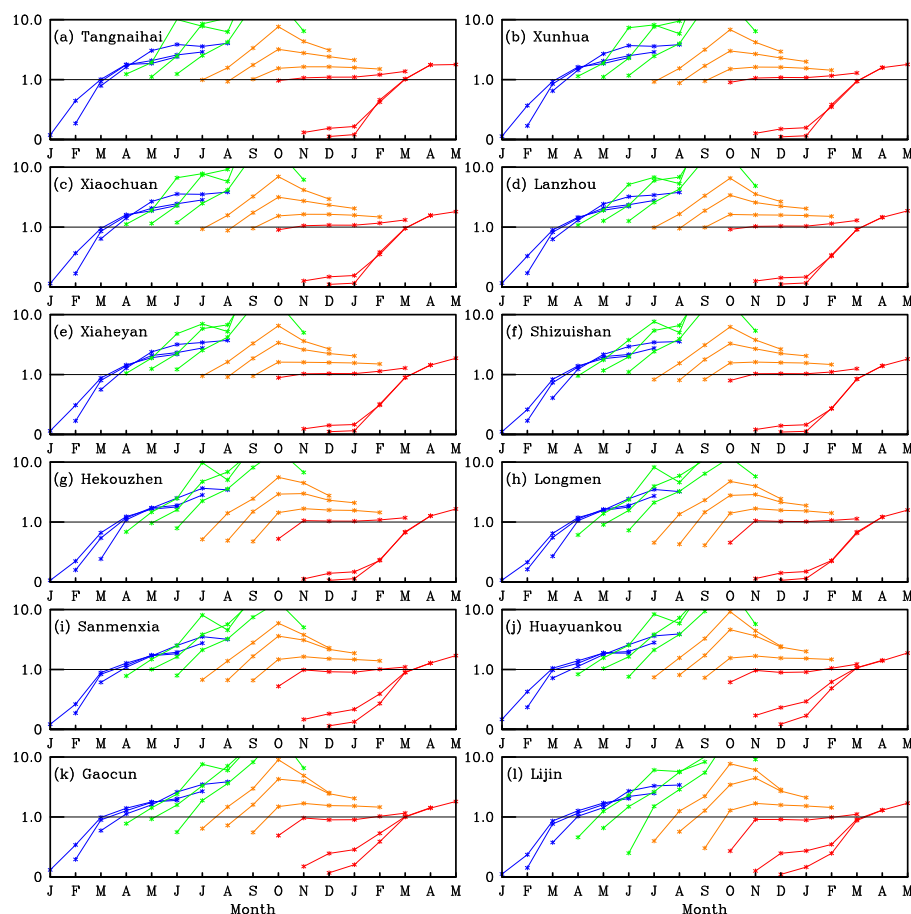 10.0 (a) Tangnaihai
1.0
0
J F M A M J J A S O N D J F M A M
10.0 (b) Xunhua
1.0
0
J F M A M J J A S O N D J F M A M
10.0 (c) Xiaochuan
1.0
0
J F M A M J J A S O N D J F M A M
10.0 (d) Lanzhou
1.0
0
J F M A M J J A S O N D J F M A M
10.0 (e) Xiaheyan
1.0
0
J F M A M J J A S O N D J F M A M
10.0 (f) Shizuishan
1.0
0
J F M A M J J A S O N D J F M A M
10.0 (g) Hekouzhen
1.0
0
J F M A M J J A S O N D J F M A M
10.0 (h) Longmen
1.0
0
J F M A M J J A S O N D J F M A M
10.0 (i) Sanmenxia
1.0
0
J F M A M J J A S O N D J F M A M
10.0 (j) Huayuankou
1.0
0
J F M A M J J A S O N D J F M A M
10.0 (k) Gaocun
1.0
0
J F M A M J J A S O N D J F M A M
Month
10.0 (l) Lijin
1.0
0
J F M A M J J A S O N D J F M A M
Month